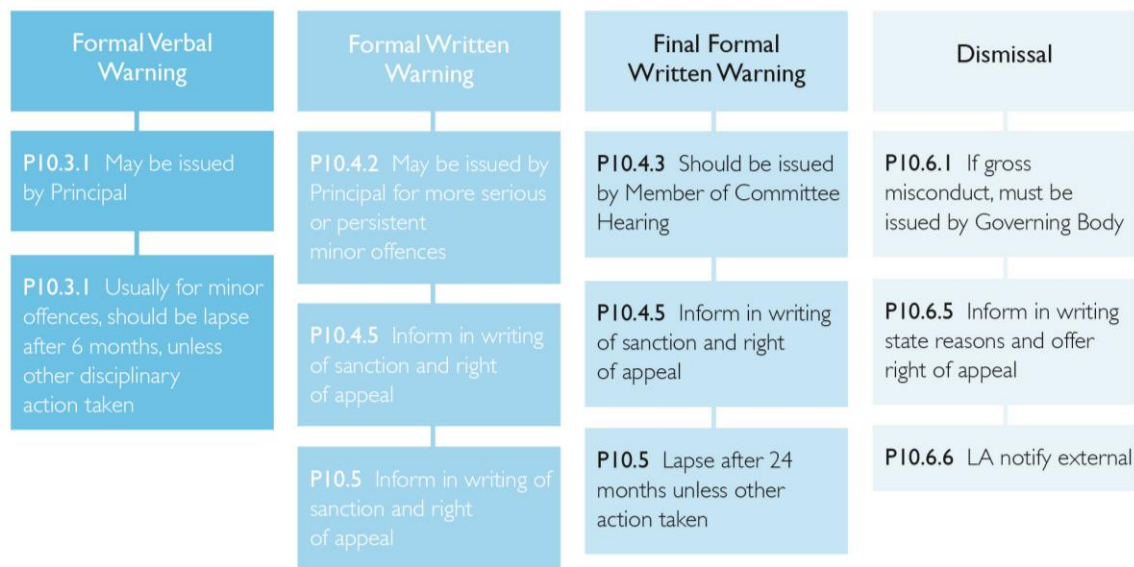 Formal Verbal
Warning
P10.3.1 May be issued
by Principal
P10.3.1 Usually for minor
offences, should be lapse
after 6 months, unless
other disciplinary
action taken
Formal Written
Warning
P10.4.2 May be issued by
Principal for more serious
or persistent
minor offences
P10.4.5 Inform in writing
of sanction and right
of appeal
P10.5 Inform in writing of
sanction and right
of appeal
Final Formal
Written Warning
P10.4.3 Should be issued
by Member of Committee
Hearing
P10.4.5 Inform in writing
of sanction and right
of appeal
P10.5 Lapse after 24
months unless other
action taken
Dismissal
P10.6.1 If gross
misconduct, must be
issued by Governing Body
P10.6.5 Inform in writing
state reasons and offer
right of appeal
P10.6.6 LA notify external